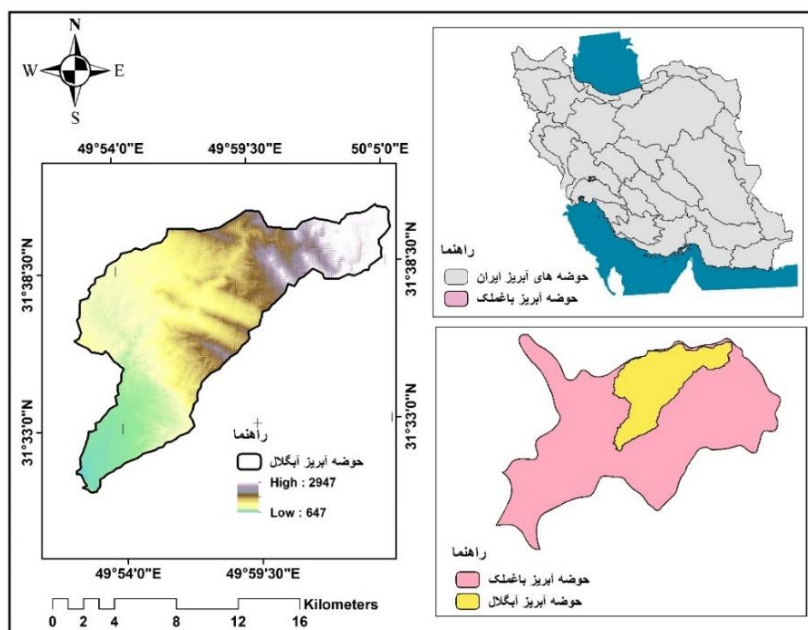 N
W E
S
49°54'0"E 49°59'30"E 50°5'0"E
31°38'30"N 31°38'30"N
31°33'0"N 31°33'0"N
راهنما
حوضه آبریز آبگلال
High : 2947
Low : 647
49°54'0"E 49°59'30"E
Kilometers
0 2 4 8 12 16
راهنما
حوضه های آبریز ایران
حوضه آبریز باغملک
راهنما
حوضه آبریز باغملک
حوضه آبریز آبگلال